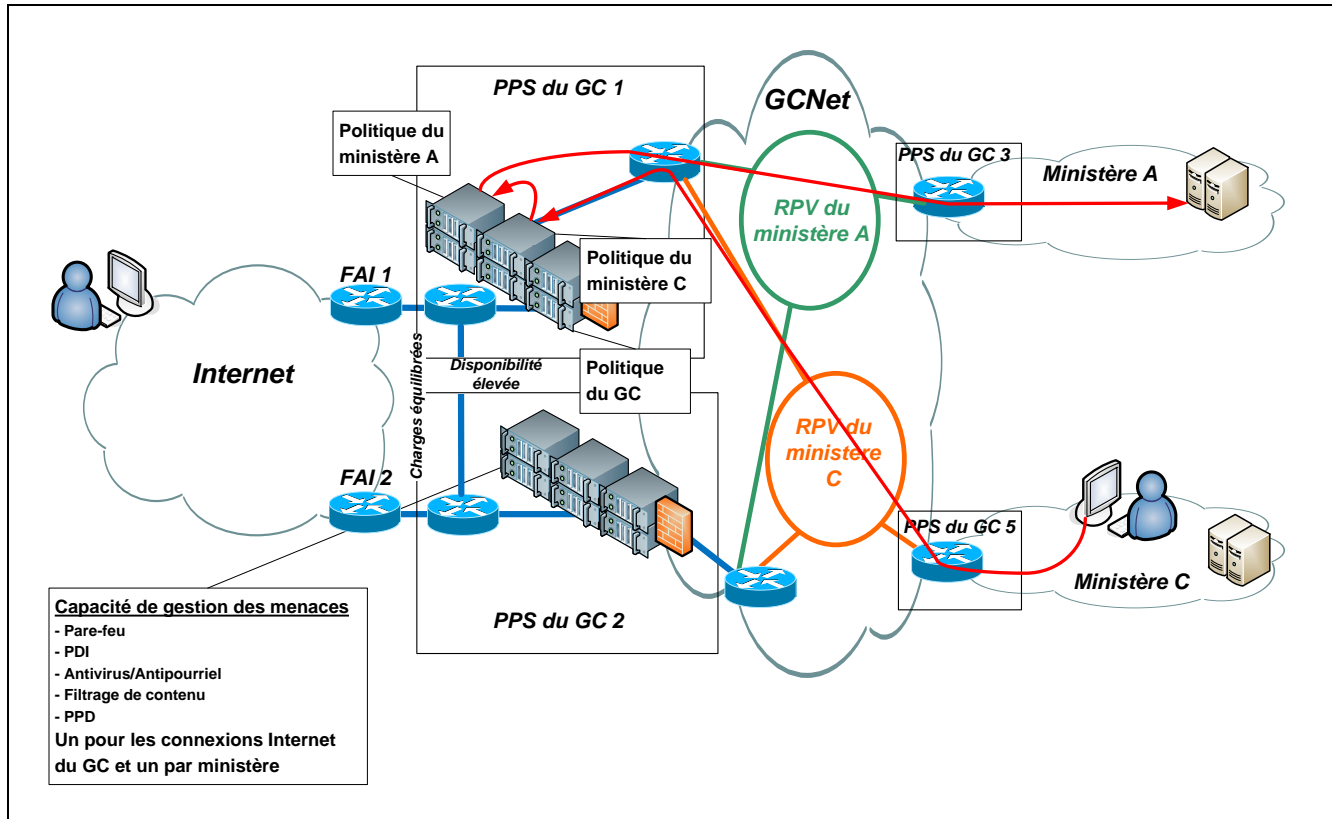 PPS du GC 1
GCNet
Politique du
ministère A
PPS du GC 3
Ministère A
RPV du
ministère A
Politique du
ministère C
FAI 1
Internet
Charges équilibrées
Disponibilité
élevée
Politique
du GC
RPV du
ministère
C
FAI 2
PPS du GC 5
Ministère C
PPS du GC 2
Capacité de gestion des menaces
- Pare-feu
- PDI
- Antivirus/Antipourriel
- Filtrage de contenu
- PPD
Un pour les connexions Internet
du GC et un par ministère